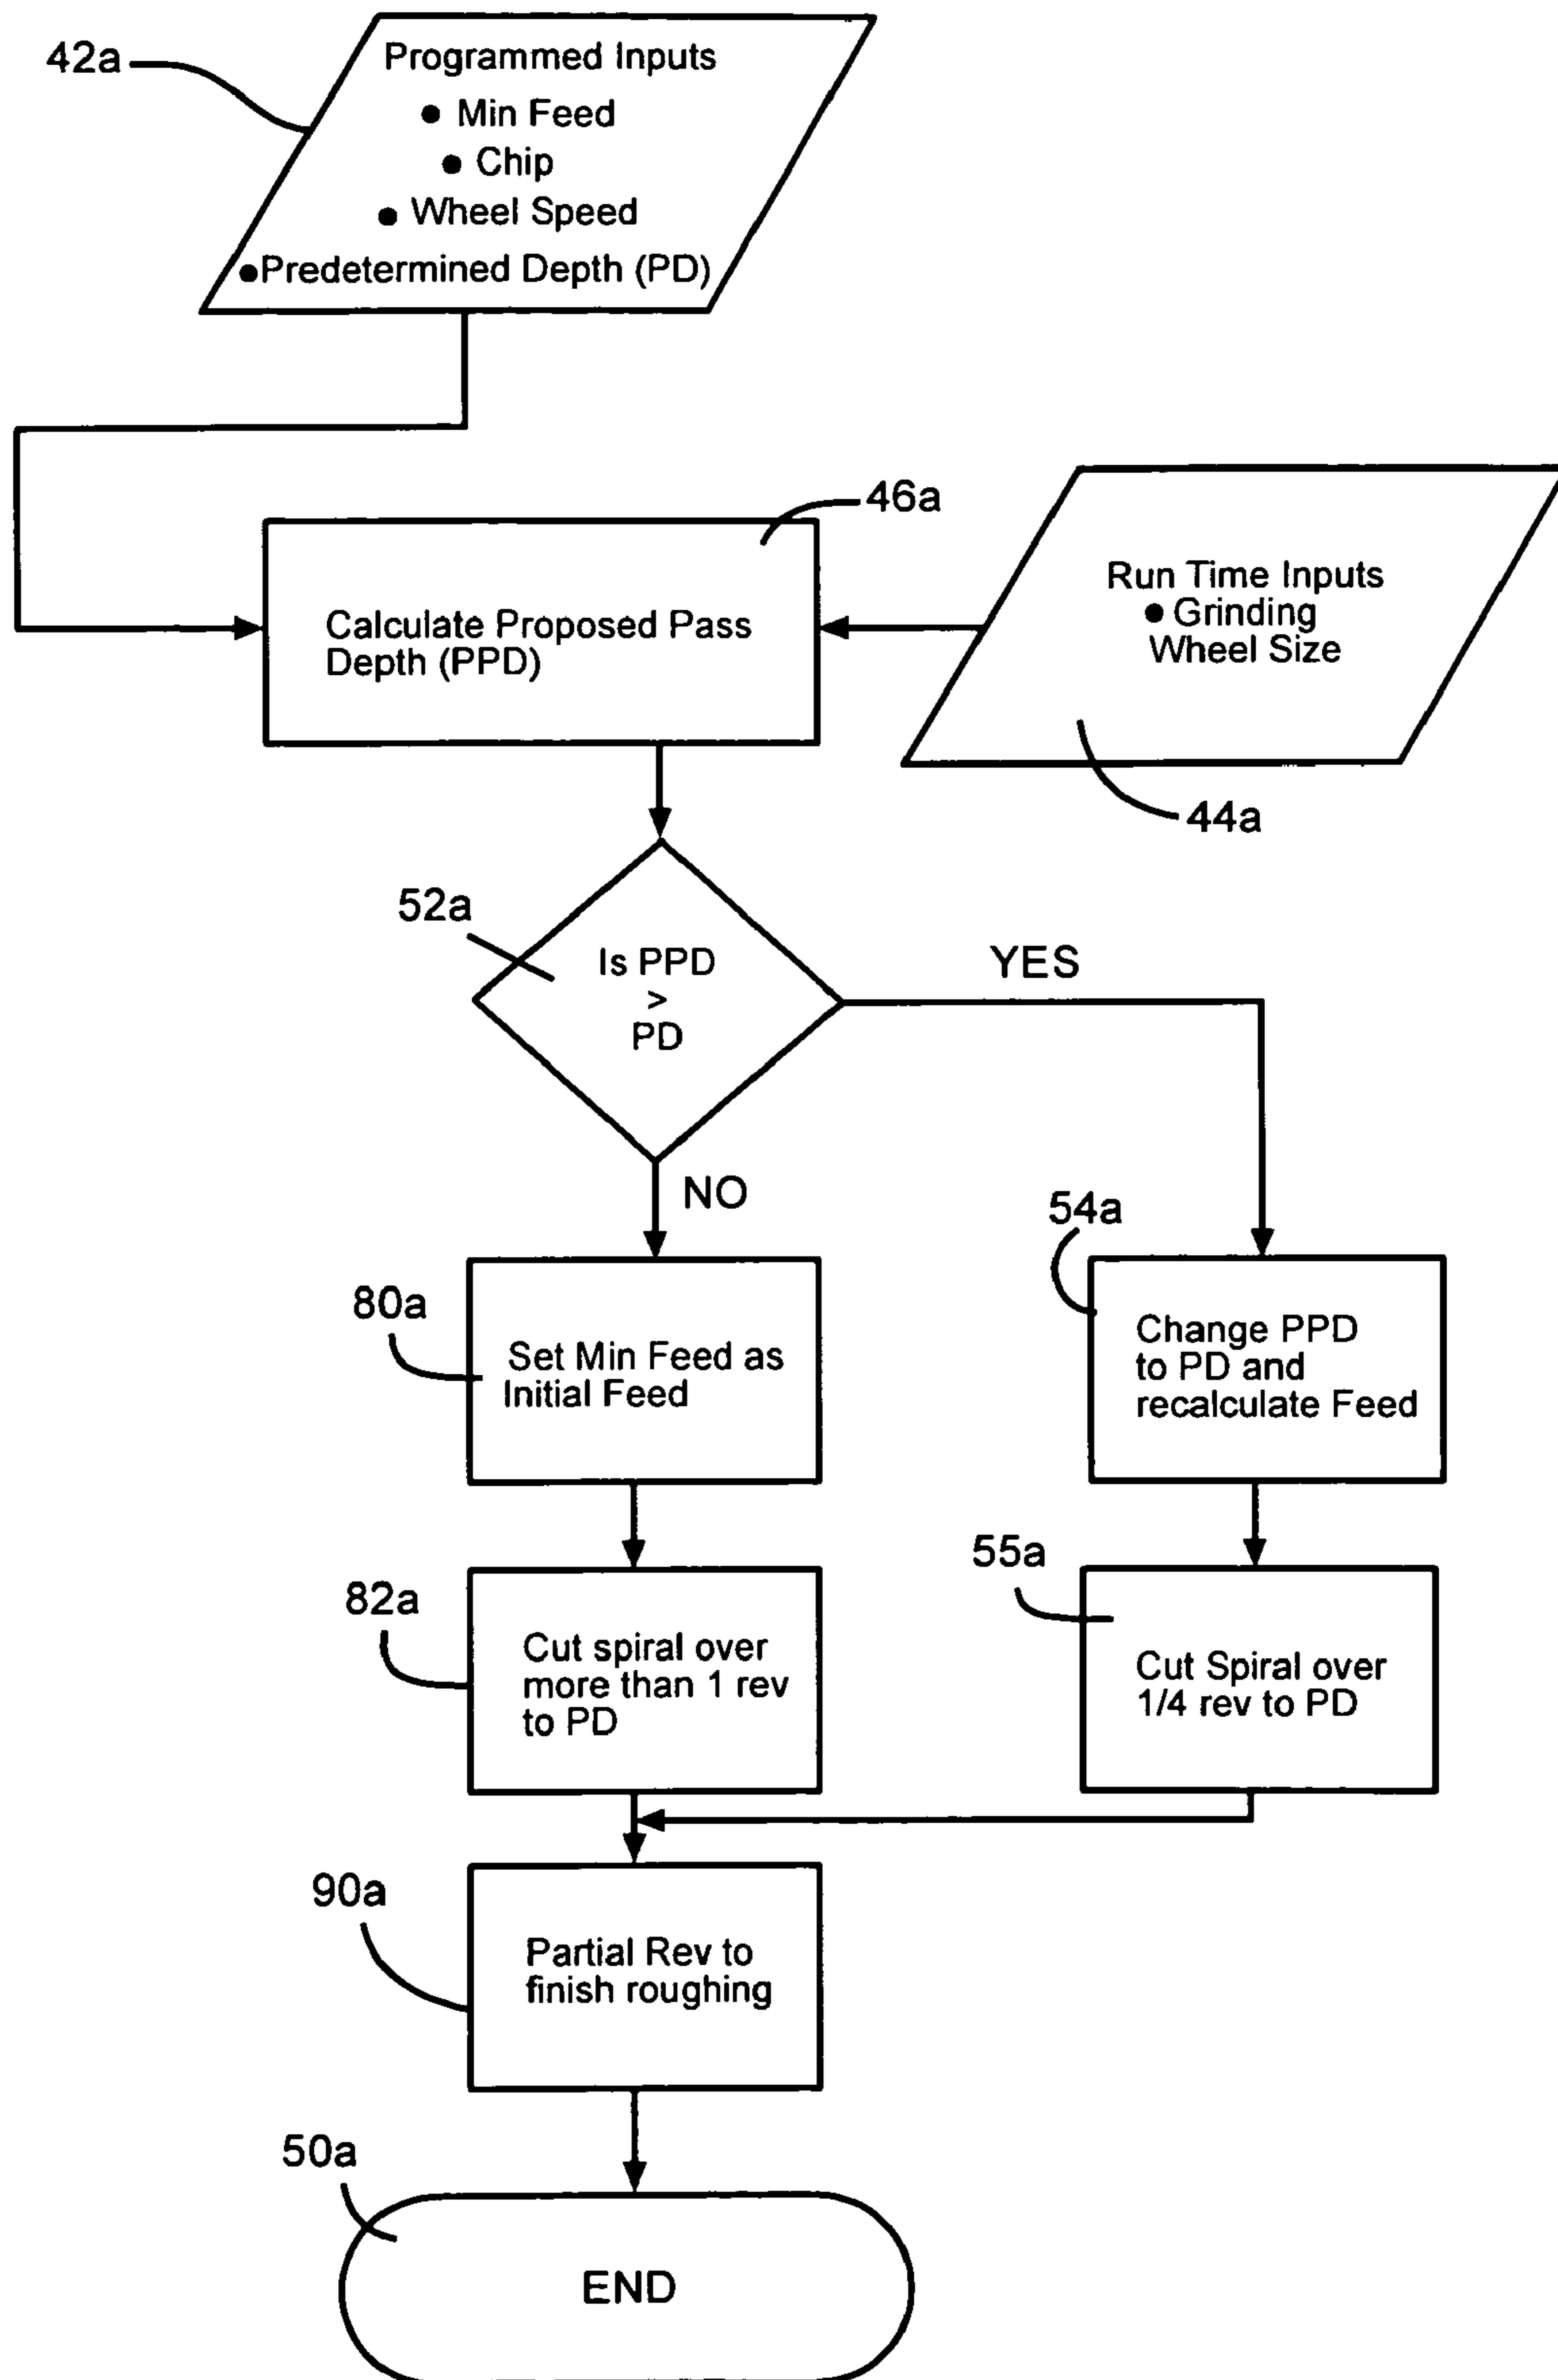 42a
Programmed Inputs
● Min Feed
● Chip
● Wheel Speed
●Predetermined Depth (PD)
46a
Calculate Proposed Pass
Depth (PPD)
Run Time Inputs
● Grinding
Wheel Size
44a
52a
Is PPD
>
PD
YES
NO
54a
80a
Set Min Feed as
Initial Feed
Change PPD
to PD and
recalculate Feed
55a
82a
Cut spiral over
more than 1 rev
to PD
Cut Spiral over
1/4 rev to PD
90a
Partial Rev to
finish roughing
50a
END